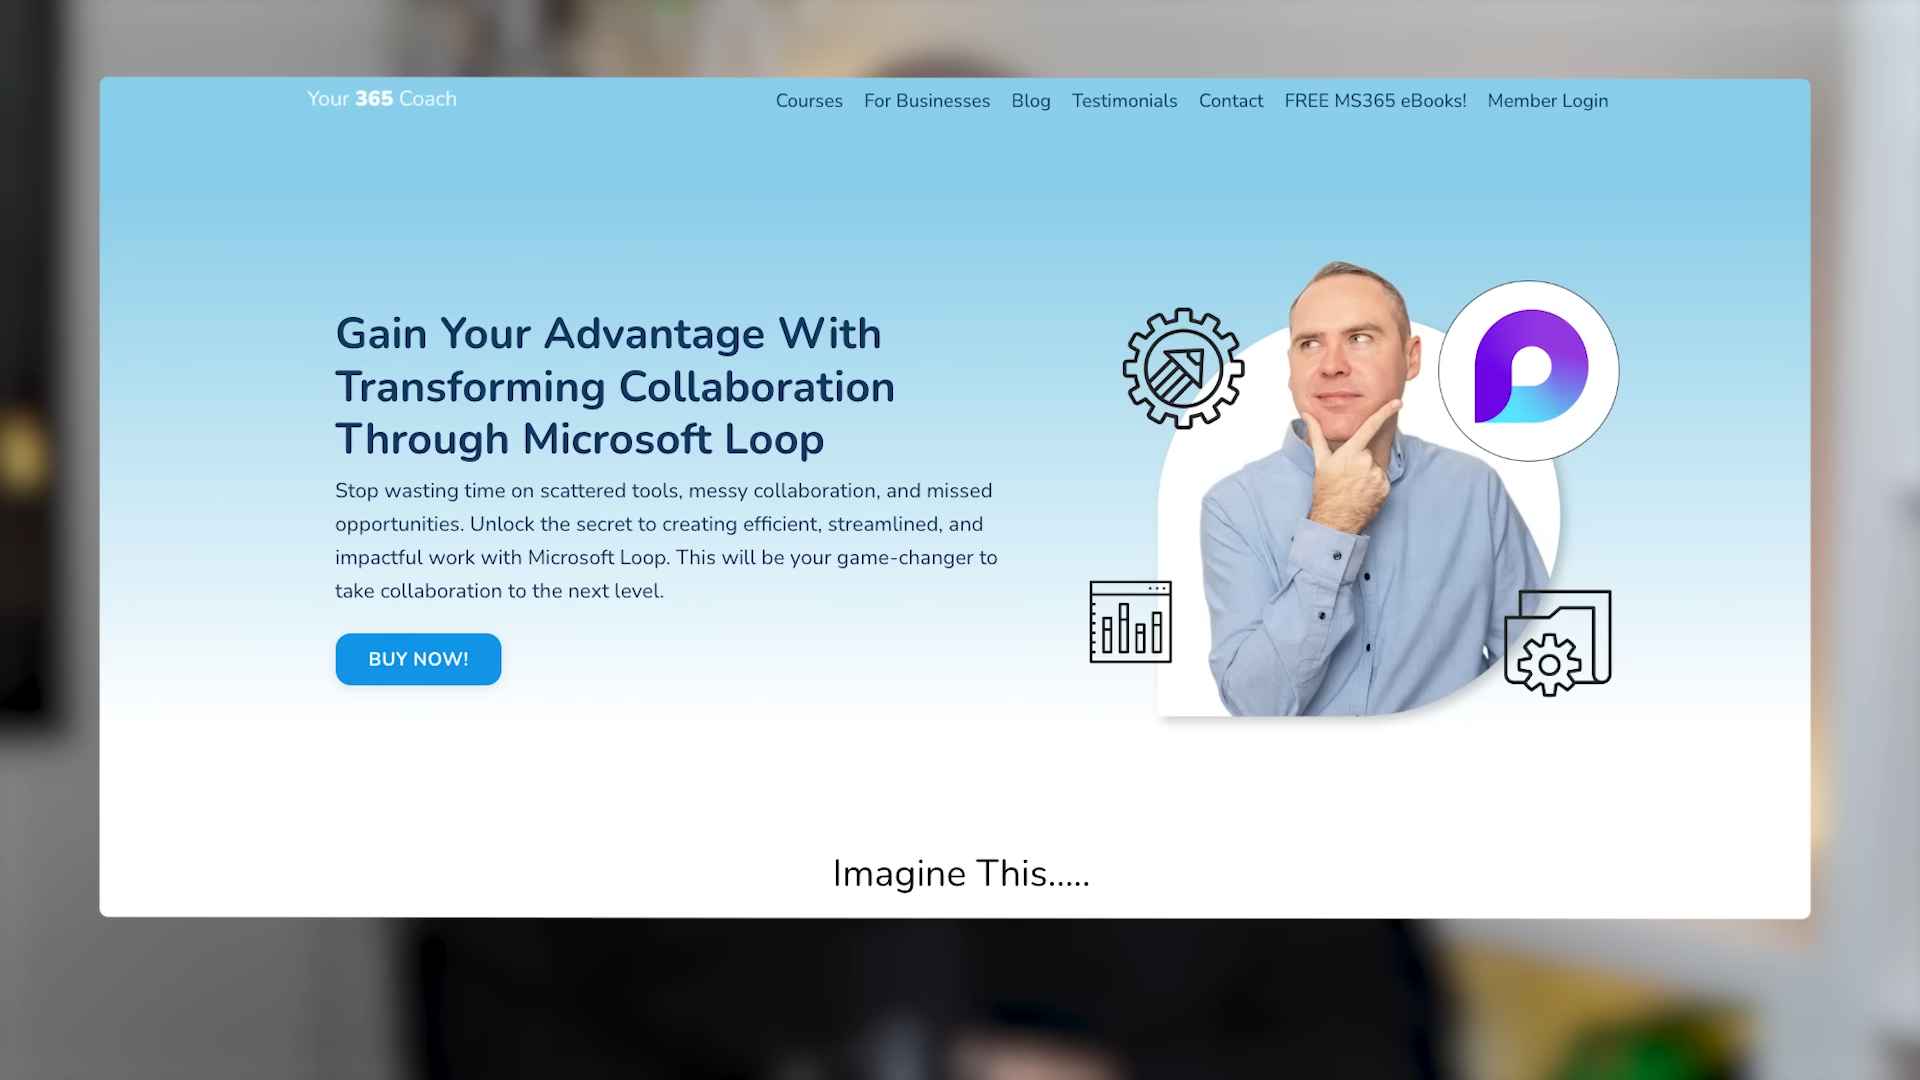 Your 365 Coach
Courses For Businesses Blog Testimonials Contact FREE MS365 eBooks! Member Login
Gain Your Advantage With
Transforming Collaboration
Through Microsoft Loop
Stop wasting time on scattered tools, messy collaboration, and missed
opportunities. Unlock the secret to creating efficient, streamlined, and
impactful work with Microsoft Loop. This will be your game-changer to
take collaboration to the next level.
BUY NOW!
Imagine This.....